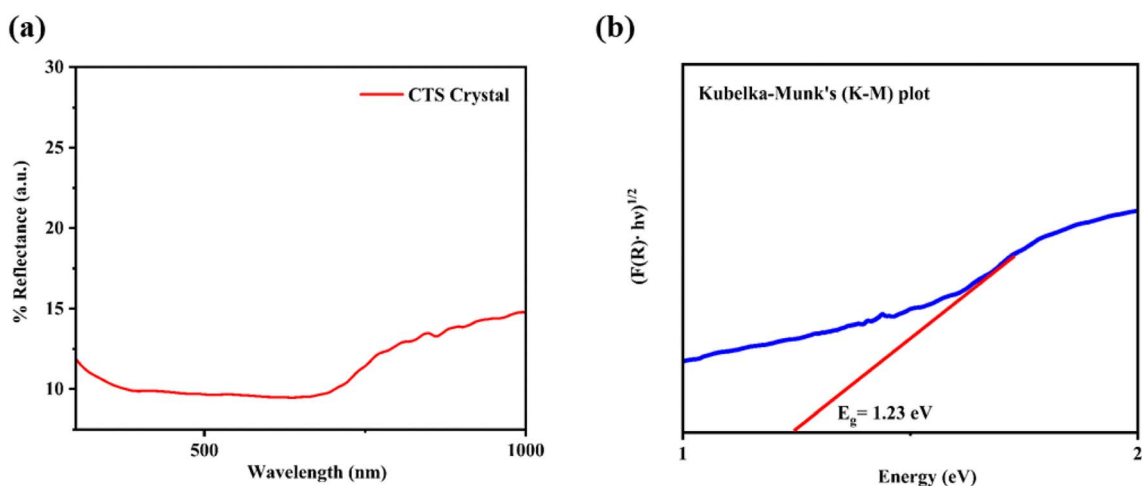 (a)
30
25
20
15
10
% Reflectance (a.u.)
CTS Crystal
500
1000
Wavelength (nm)
(b)
Kubelka-Munk's (K-M) plot
(F(R)· hν)^1/2
E_g= 1.23 eV
1
2
Energy (eV)